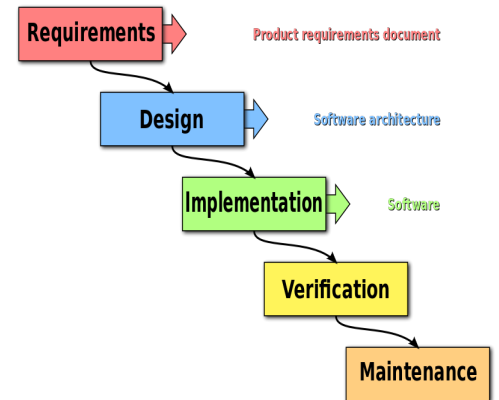 Requirements
Product requirements document
Design
Software architecture
Implementation
Software
Verification
Maintenance